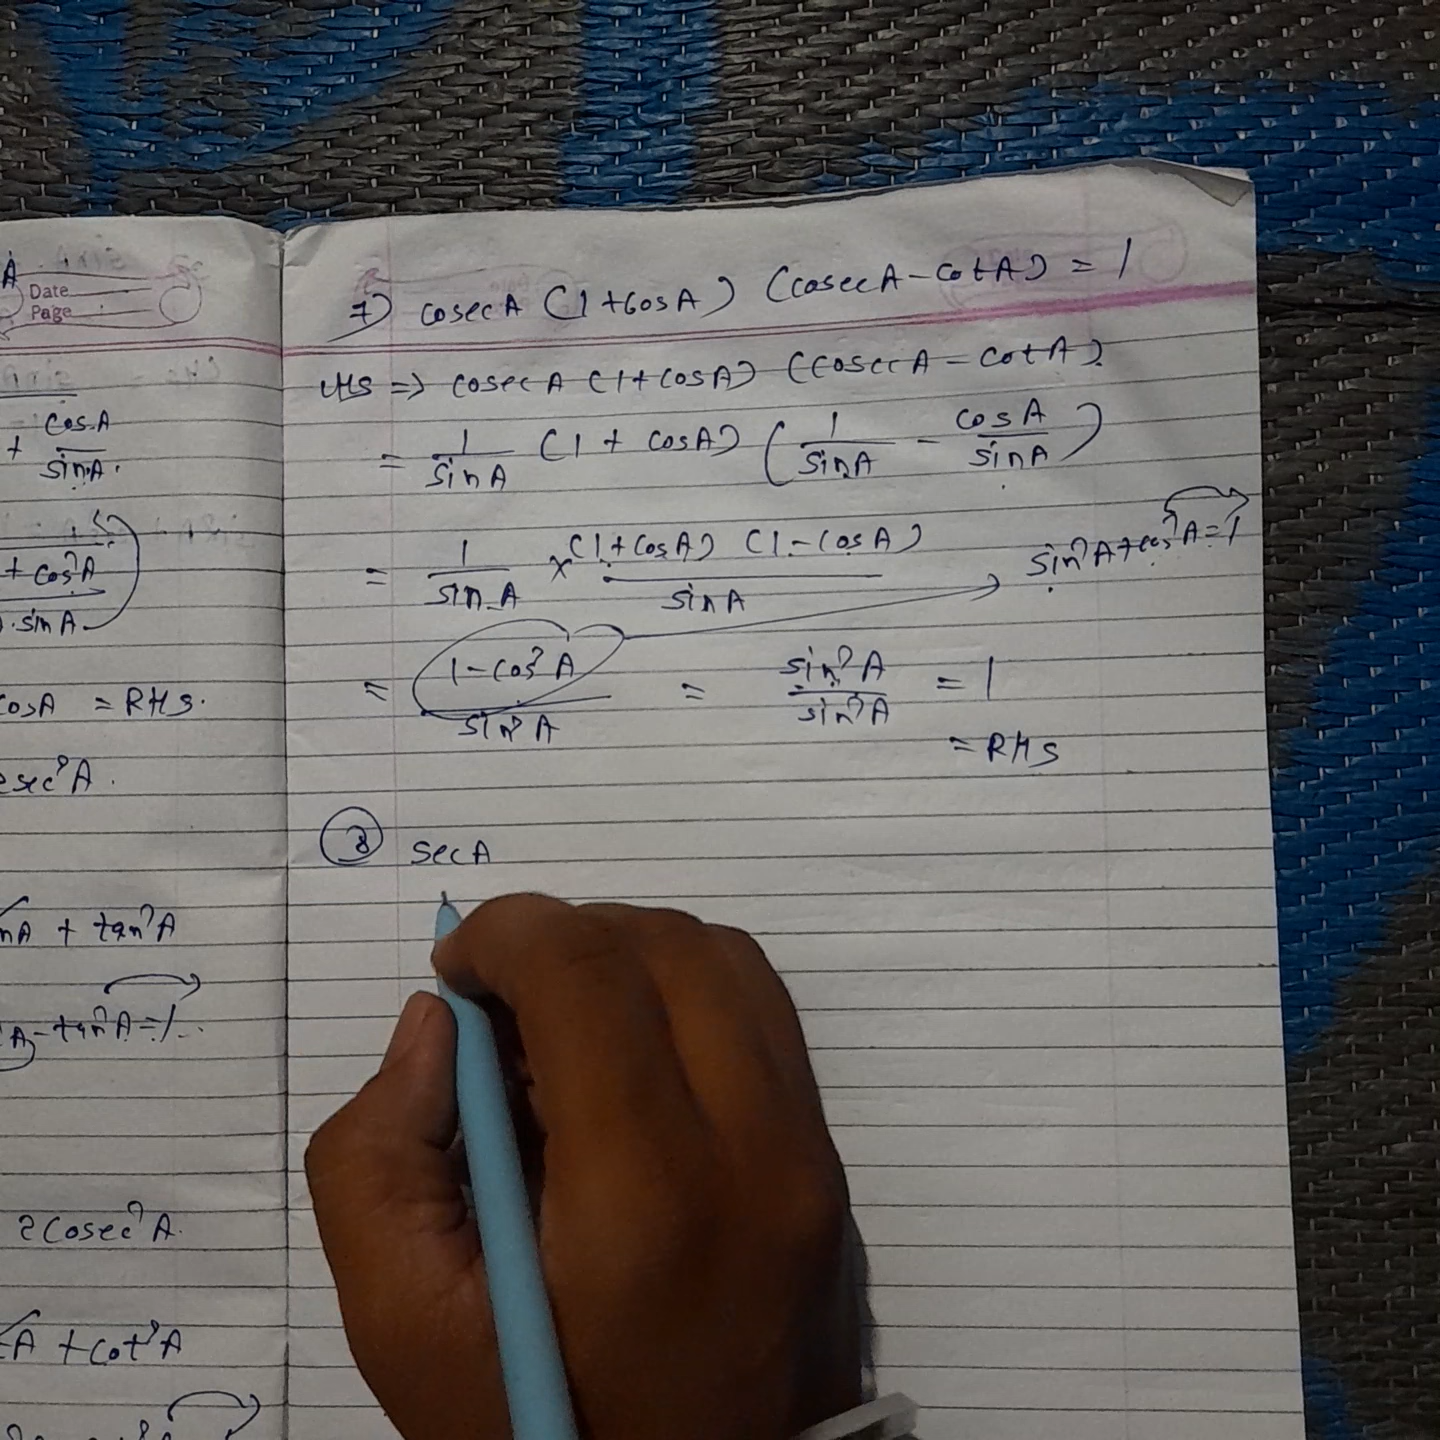 A
Date
Page
+ cosA/sinA.
+ cos²A
.sinA
cosA = RHS.
sec²A.
A + tan²A
A - tan²A = 1.
2cosec²A.
A + cot²A
7) cosecA (1+cosA) (cosecA - cotA) = 1
LHS => cosecA (1+cosA) (cosecA - cotA)
= 1/sinA (1 + cosA) (1/sinA - cosA/sinA)
= 1/sinA × (1+cosA) (1-cosA)/sinA
sin²A+cos²A=1
= 1-cos²A/sin²A = sin²A/sin²A = 1
= RHS
8 secA